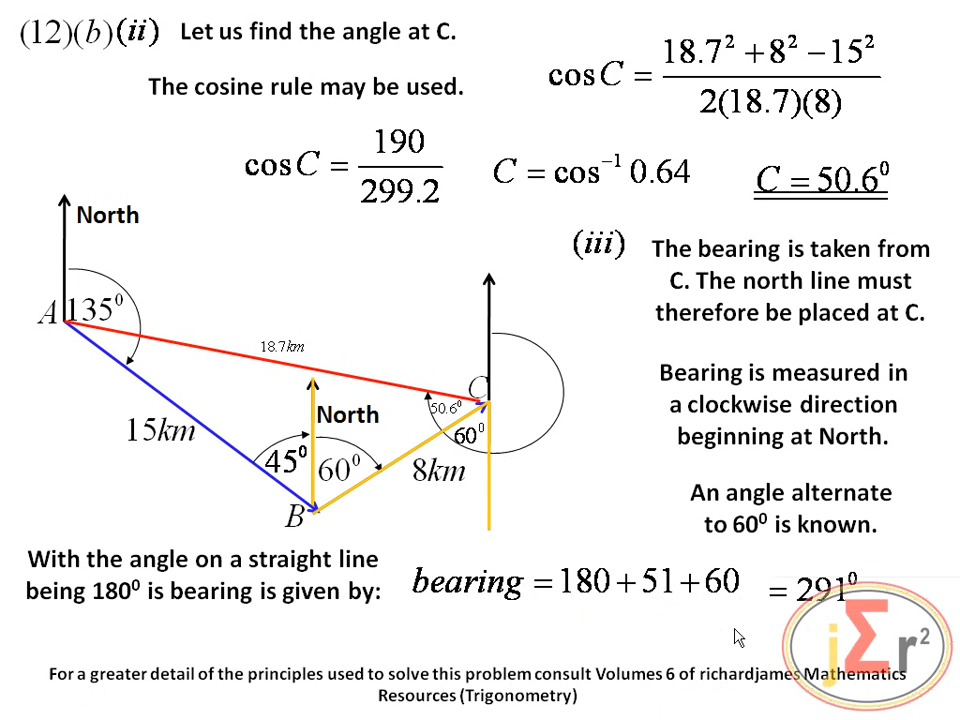 (12)(b)(ii) Let us find the angle at C.
The cosine rule may be used.
cos C = 18.7² + 8² − 15² / 2(18.7)(8)
cos C = 190 / 299.2
C = cos⁻¹ 0.64
C = 50.6⁰
North
A 135⁰
18.7km
15km
North
45⁰
60⁰
B
8km
C
50.6⁰
60⁰
(iii) The bearing is taken from
C. The north line must
therefore be placed at C.
Bearing is measured in
a clockwise direction
beginning at North.
An angle alternate
to 60⁰ is known.
With the angle on a straight line
being 180⁰ is bearing is given by:
bearing = 180 + 51 + 60 = 291⁰
jΣr²
For a greater detail of the principles used to solve this problem consult Volumes 6 of richardjames Mathematics
Resources (Trigonometry)